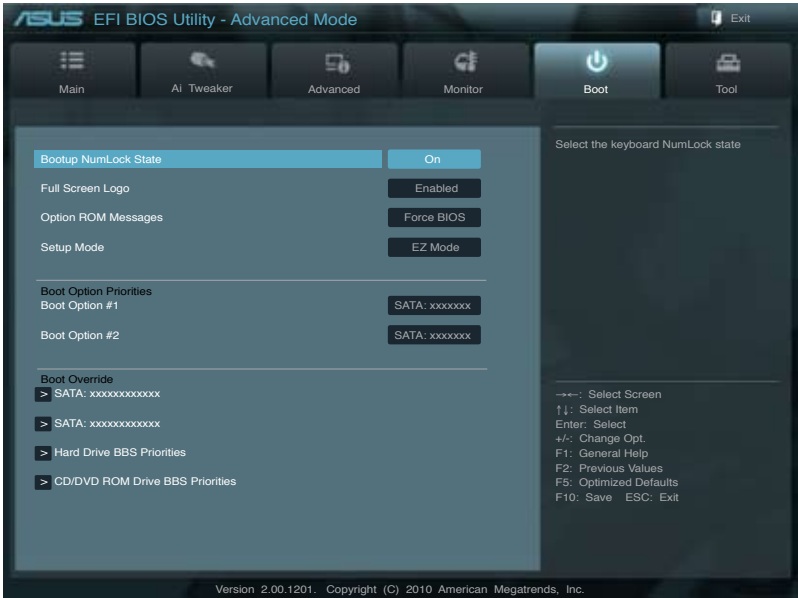 ASUS EFI BIOS Utility - Advanced Mode
Exit
Main
Ai Tweaker
Advanced
Monitor
Boot
Tool
Bootup NumLock State On
Full Screen Logo Enabled
Option ROM Messages Force BIOS
Setup Mode EZ Mode
Boot Option Priorities
Boot Option #1 SATA: xxxxxxx
Boot Option #2 SATA: xxxxxxx
Boot Override
> SATA: xxxxxxxxxxxx
> SATA: xxxxxxxxxxxx
> Hard Drive BBS Priorities
> CD/DVD ROM Drive BBS Priorities
Select the keyboard NumLock state
→←: Select Screen
↑↓: Select Item
Enter: Select
+/-: Change Opt.
F1: General Help
F2: Previous Values
F5: Optimized Defaults
F10: Save ESC: Exit
Version 2.00.1201. Copyright (C) 2010 American Megatrends, Inc.